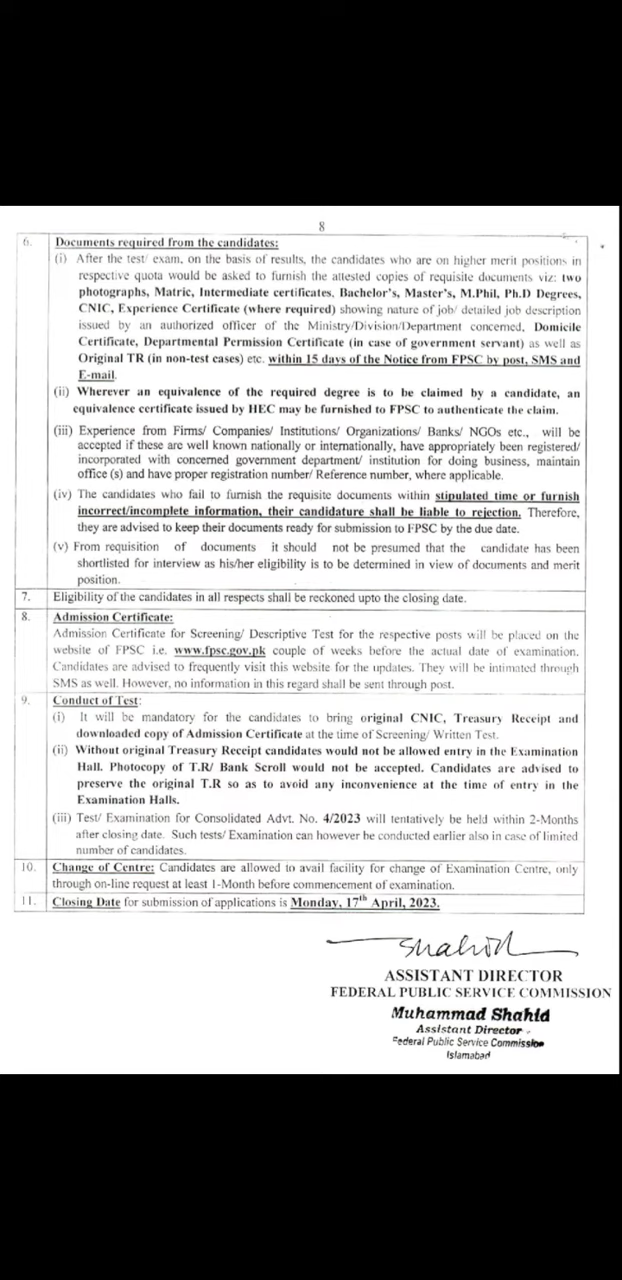 8
6. Documents required from the candidates:
(i) After the test/ exam, on the basis of results, the candidates who are on higher merit positions in
respective quota would be asked to furnish the attested copies of requisite documents viz: two
photographs, Matric, Intermediate certificates, Bachelor's, Master's, M.Phil, Ph.D Degrees,
CNIC, Experience Certificate (where required) showing nature of job/ detailed job description
issued by an authorized officer of the Ministry/Division/Department concerned, Domicile
Certificate, Departmental Permission Certificate (in case of government servant) as well as
Original TR (in non-test cases) etc. within 15 days of the Notice from FPSC by post, SMS and
E-mail.
(ii) Wherever an equivalence of the required degree is to be claimed by a candidate, an
equivalence certificate issued by HEC may be furnished to FPSC to authenticate the claim.
(iii) Experience from Firms/ Companies/ Institutions/ Organizations/ Banks/ NGOs etc., will be
accepted if these are well known nationally or internationally, have appropriately been registered/
incorporated with concerned government department/ institution for doing business, maintain
office (s) and have proper registration number/ Reference number, where applicable.
(iv) The candidates who fail to furnish the requisite documents within stipulated time or furnish
incorrect/incomplete information, their candidature shall be liable to rejection. Therefore,
they are advised to keep their documents ready for submission to FPSC by the due date.
(v) From requisition of documents it should not be presumed that the candidate has been
shortlisted for interview as his/her eligibility is to be determined in view of documents and merit
position.
7. Eligibility of the candidates in all respects shall be reckoned upto the closing date.
8. Admission Certificate:
Admission Certificate for Screening/ Descriptive Test for the respective posts will be placed on the
website of FPSC i.e. www.fpsc.gov.pk couple of weeks before the actual date of examination.
Candidates are advised to frequently visit this website for the updates. They will be intimated through
SMS as well. However, no information in this regard shall be sent through post.
9. Conduct of Test:
(i) It will be mandatory for the candidates to bring original CNIC, Treasury Receipt and
downloaded copy of Admission Certificate at the time of Screening/ Written Test.
(ii) Without original Treasury Receipt candidates would not be allowed entry in the Examination
Hall. Photocopy of T.R/ Bank Scroll would not be accepted. Candidates are advised to
preserve the original T.R so as to avoid any inconvenience at the time of entry in the
Examination Halls.
(iii) Test/ Examination for Consolidated Advt. No. 4/2023 will tentatively be held within 2-Months
after closing date. Such tests/ Examination can however be conducted earlier also in case of limited
number of candidates.
10. Change of Centre: Candidates are allowed to avail facility for change of Examination Centre, only
through on-line request at least 1-Month before commencement of examination.
11. Closing Date for submission of applications is Monday, 17th April, 2023.
Shahid
ASSISTANT DIRECTOR
FEDERAL PUBLIC SERVICE COMMISSION
Muhammad Shahid
Assistant Director
Federal Public Service Commission
Islamabad